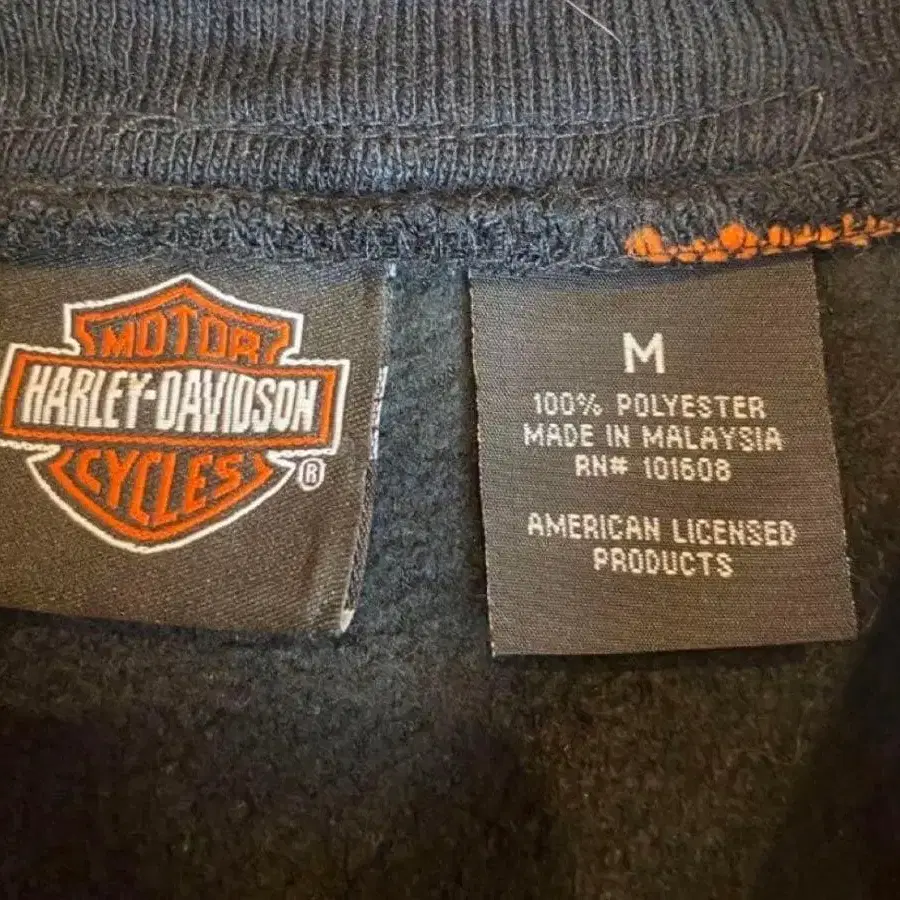 MOTOR
HARLEY-DAVIDSON
CYCLES
®
M
100% POLYESTER
MADE IN MALAYSIA
RN# 101608
AMERICAN LICENSED
PRODUCTS